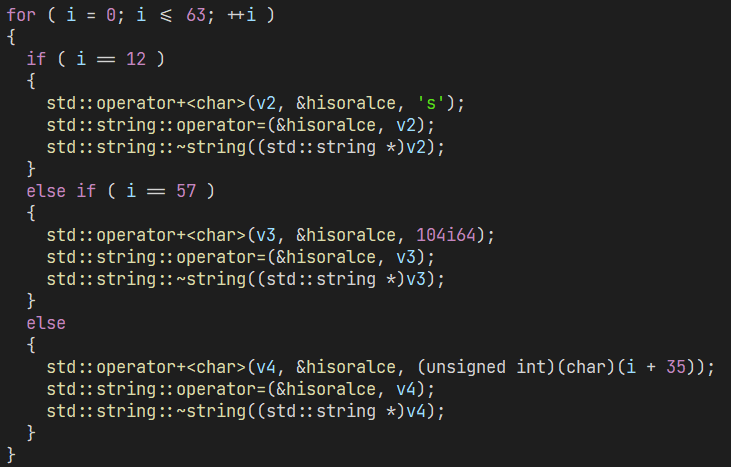 for ( i = 0; i <= 63; ++i )
{
  if ( i == 12 )
  {
    std::operator+<char>(v2, &hisoralce, 's');
    std::string::operator=(&hisoralce, v2);
    std::string::~string((std::string *)v2);
  }
  else if ( i == 57 )
  {
    std::operator+<char>(v3, &hisoralce, 104i64);
    std::string::operator=(&hisoralce, v3);
    std::string::~string((std::string *)v3);
  }
  else
  {
    std::operator+<char>(v4, &hisoralce, (unsigned int)(char)(i + 35));
    std::string::operator=(&hisoralce, v4);
    std::string::~string((std::string *)v4);
  }
}